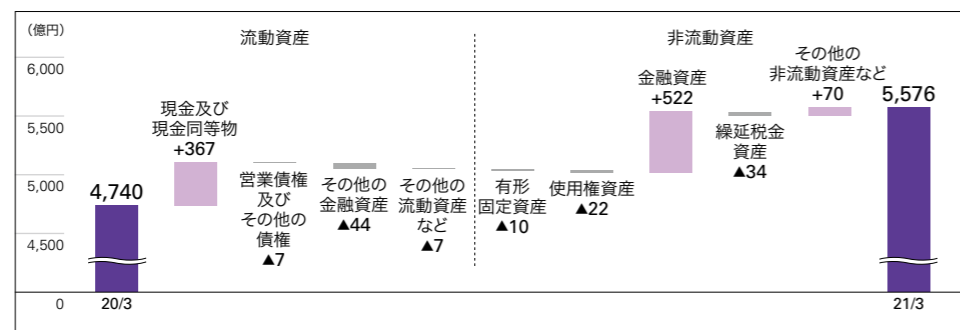 (億円)
流動資産
非流動資産
6,000
5,500
5,000
4,500
0
4,740
20/3
現金及び
現金同等物
+367
営業債権
及び
その他の
債権
▲7
その他の
金融資産
▲44
その他の
流動資産
など
▲7
有形
固定資産
▲10
使用権資産
▲22
金融資産
+522
繰延税金
資産
▲34
その他の
非流動資産など
+70
5,576
21/3